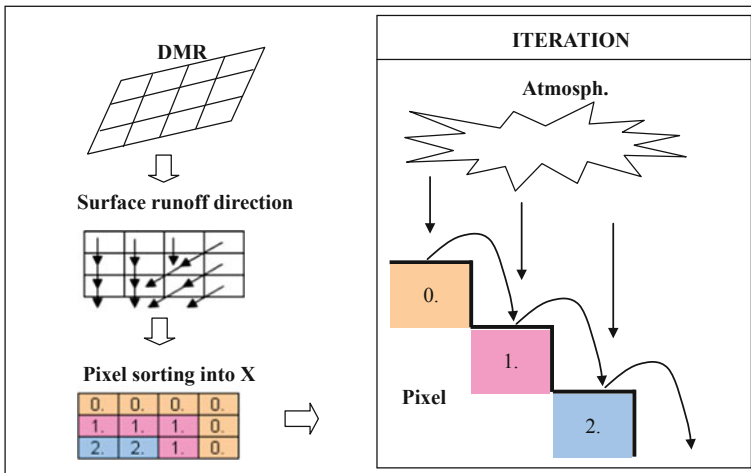 DMR
Surface runoff direction
Pixel sorting into X
0. 0. 0. 0.
1. 1. 1. 0.
2. 2. 1. 0.
ITERATION
Atmosph.
0.
1.
Pixel
2.